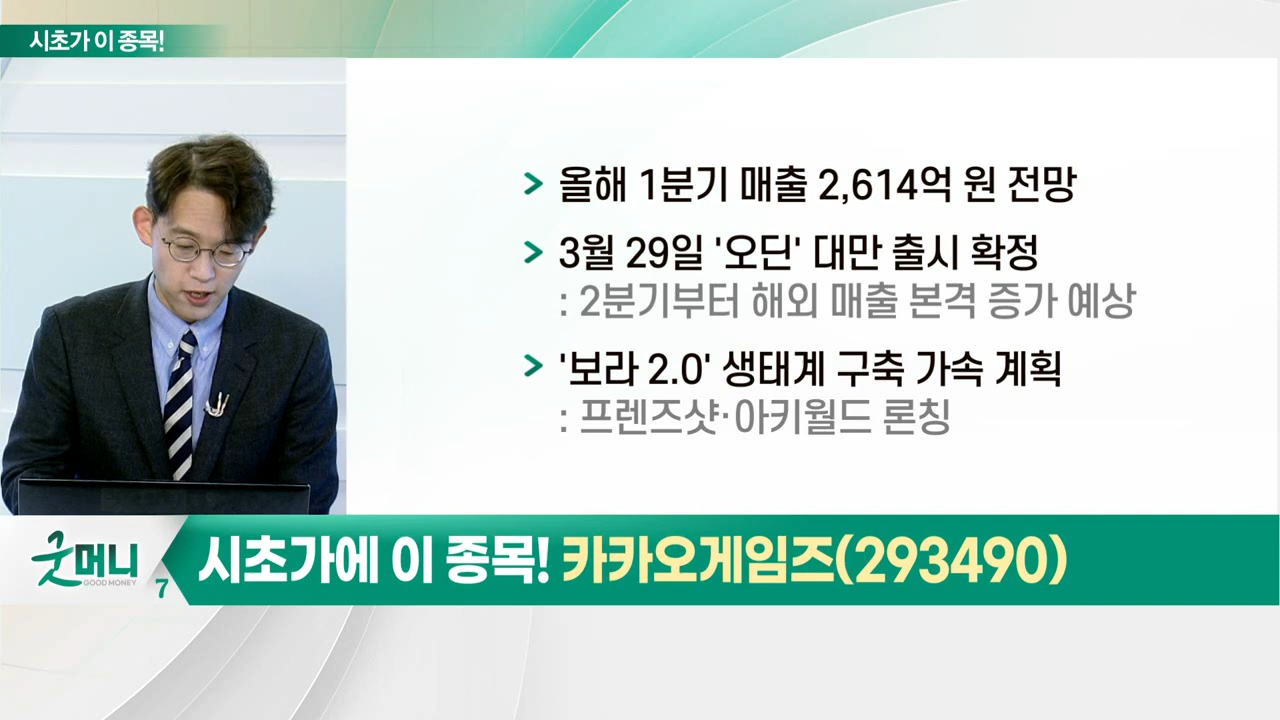 시초가 이 종목!
> 올해 1분기 매출 2,614억 원 전망
> 3월 29일 '오딘' 대만 출시 확정
: 2분기부터 해외 매출 본격 증가 예상
> '보라 2.0' 생태계 구축 가속 계획
: 프렌즈샷·아키월드 론칭
굿머니
GOOD MONEY
7
시초가에 이 종목! 카카오게임즈(293490)